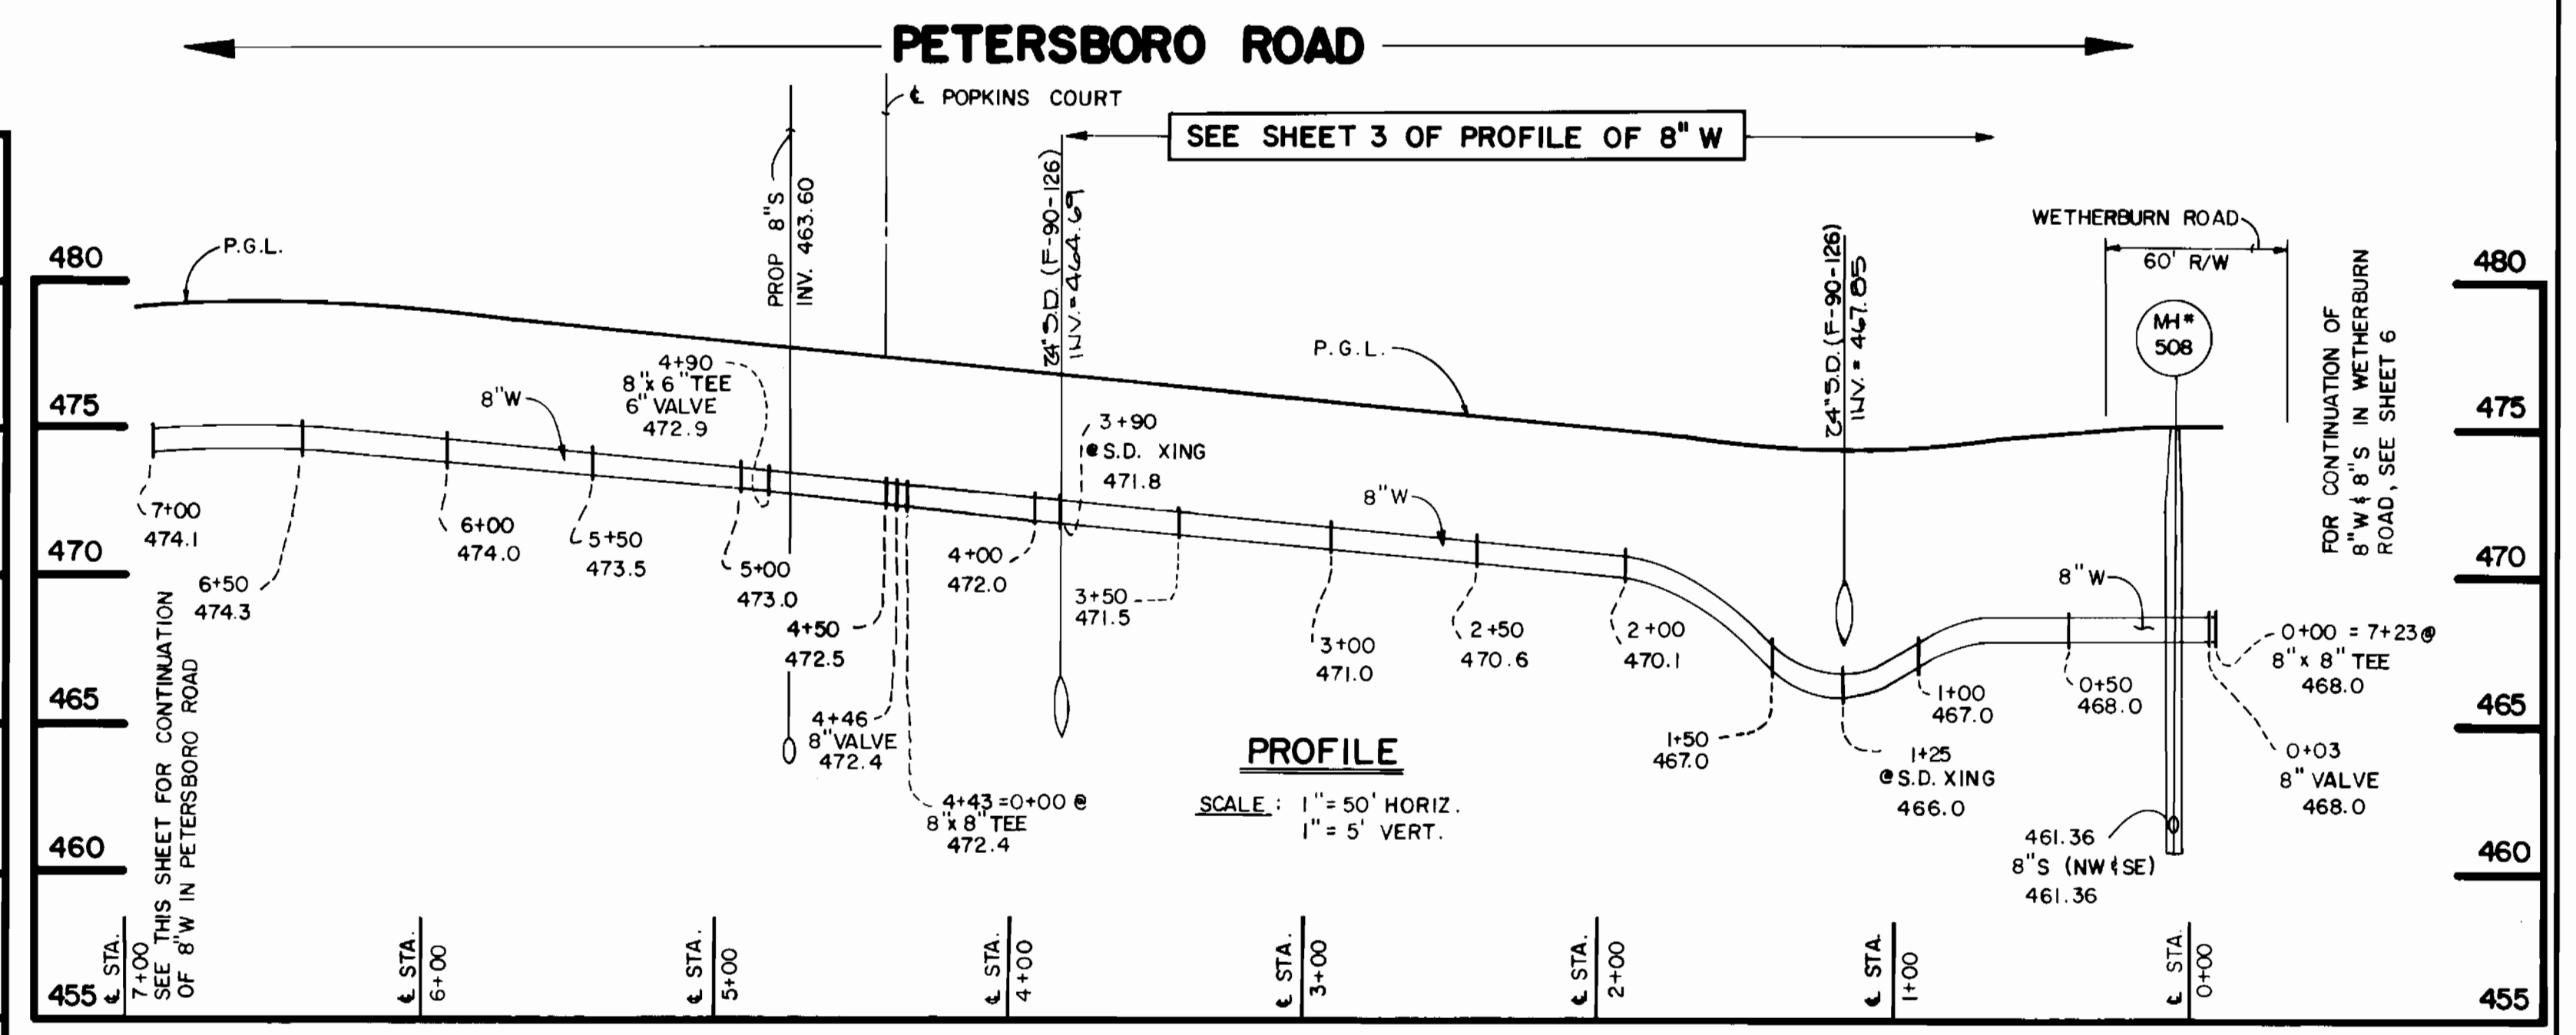 PETERSBORO ROAD
℄ POPKINS COURT
SEE SHEET 3 OF PROFILE OF 8" W
PROP 8"S
INV. 463.60
24" S.D. (F-90-126)
INV. = 464.69
24" S.D. (F-90-126)
INV. = 467.85
WETHERBURN ROAD
60' R/W
MH#
508
FOR CONTINUATION OF
8"W & 8"S IN WETHERBURN
ROAD, SEE SHEET 6
480
475
470
465
460
455
480
475
470
465
460
455
P.G.L.
P.G.L.
8"W
4+90
8"x 6"TEE
6"VALVE
472.9
3+90
@S.D. XING
471.8
8"W
8"W
7+00
474.1
6+50
474.3
6+00
474.0
5+50
473.5
5+00
473.0
4+50
472.5
4+46
8"VALVE
472.4
4+43=0+00 @
8"x 8"TEE
472.4
4+00
472.0
3+50
471.5
3+00
471.0
2+50
470.6
2+00
470.1
1+50
467.0
1+25
@S.D. XING
466.0
1+00
467.0
0+50
468.0
0+00 = 7+23@
8"x 8" TEE
468.0
0+03
8" VALVE
468.0
461.36
8"S (NW & SE)
461.36
PROFILE
SCALE: 1"= 50' HORIZ.
1"= 5' VERT.
SEE THIS SHEET FOR CONTINUATION
OF 8"W IN PETERSBORO ROAD
℄ STA.
7+00
℄ STA.
6+00
℄ STA.
5+00
℄ STA.
4+00
℄ STA.
3+00
℄ STA.
2+00
℄ STA.
1+00
℄ STA.
0+00